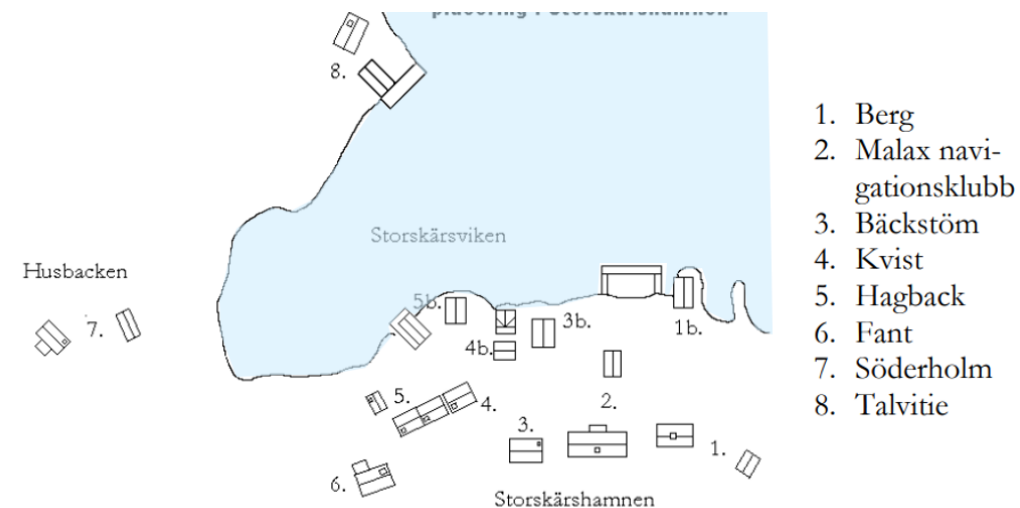 8.
Storskärsviken
Husbacken
7.
5b.
4b.
3b.
1b.
5.
4.
2.
3.
1.
6.
Storskärshamnen
1. Berg
2. Malax navi-
gationsklubb
3. Bäckstöm
4. Kvist
5. Hagback
6. Fant
7. Söderholm
8. Talvitie